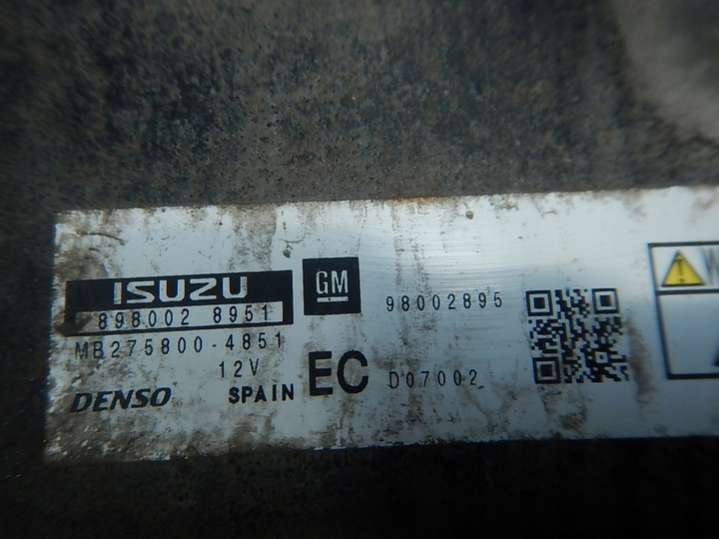 ISUZU
898002 8951
MB275800-4851
12V
DENSO
SPAIN
GM
98002895
EC
D07002